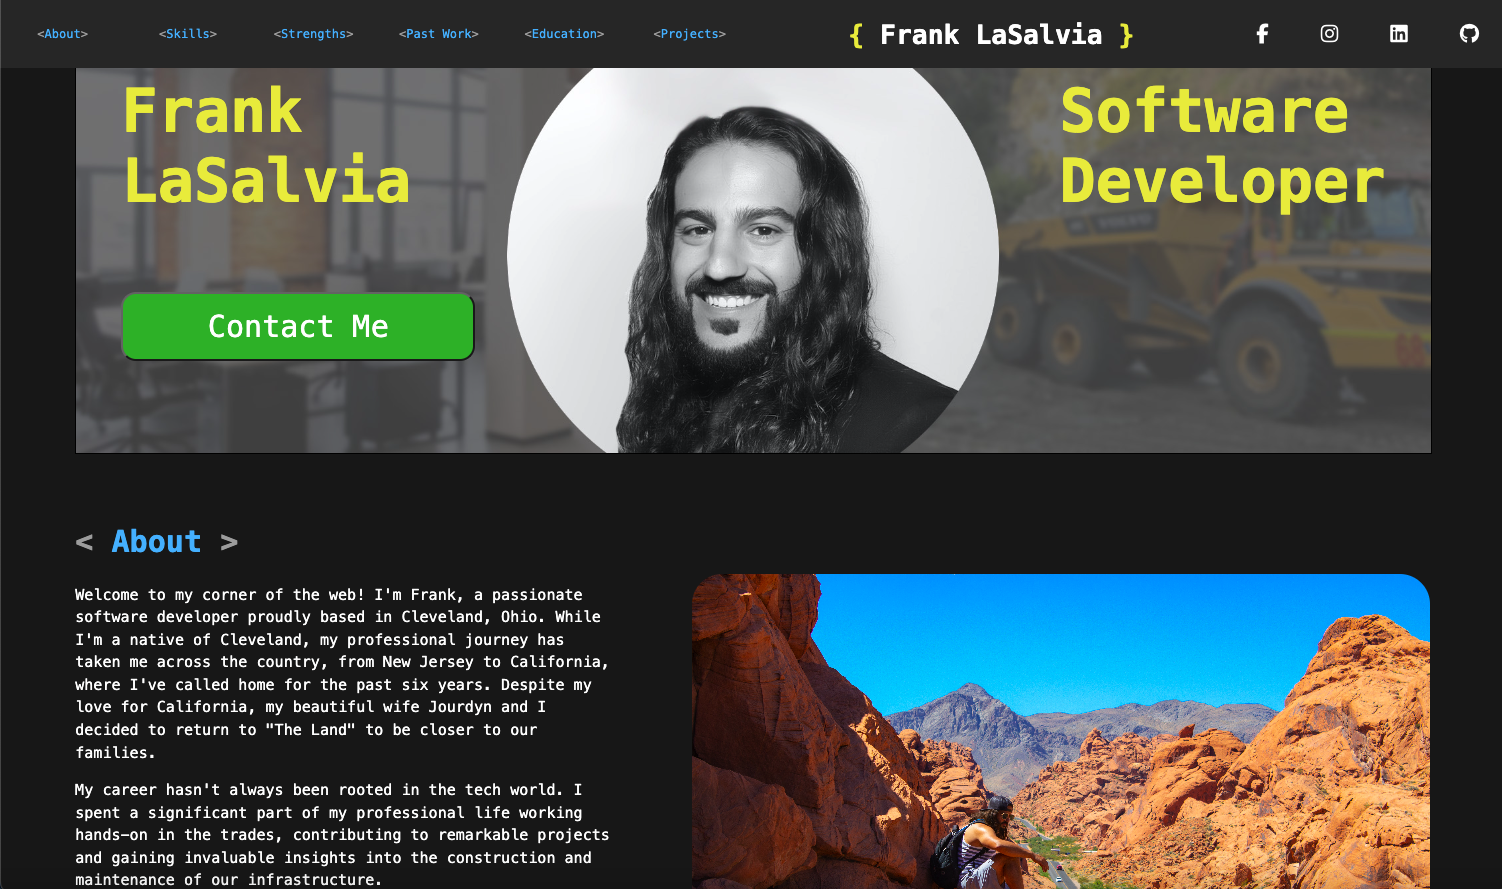 <About> <Skills> <Strengths> <Past Work> <Education> <Projects> { Frank LaSalvia }
Frank
LaSalvia
Software
Developer
Contact Me
< About >
Welcome to my corner of the web! I'm Frank, a passionate
software developer proudly based in Cleveland, Ohio. While
I'm a native of Cleveland, my professional journey has
taken me across the country, from New Jersey to California,
where I've called home for the past six years. Despite my
love for California, my beautiful wife Jourdyn and I
decided to return to "The Land" to be closer to our
families.
My career hasn't always been rooted in the tech world. I
spent a significant part of my professional life working
hands-on in the trades, contributing to remarkable projects
and gaining invaluable insights into the construction and
maintenance of our infrastructure.